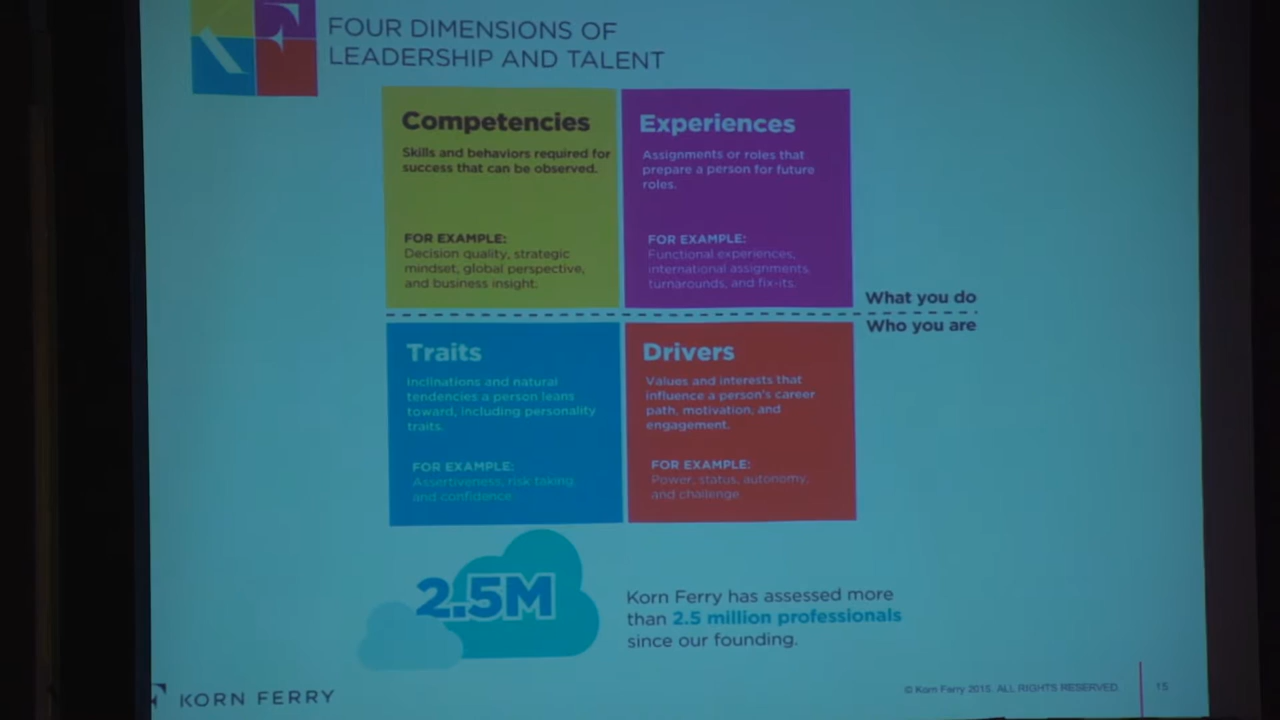 FOUR DIMENSIONS OF
LEADERSHIP AND TALENT
Competencies
Skills and behaviors required for
success that can be observed.
FOR EXAMPLE:
Decision quality, strategic
mindset, global perspective,
and business insight.
Experiences
Assignments or roles that
prepare a person for future
roles.
FOR EXAMPLE:
Functional experiences,
international assignments,
turnarounds, and fix-its.
What you do
Who you are
Traits
Inclinations and natural
tendencies a person leans
toward, including personality
traits.
FOR EXAMPLE:
Assertiveness, risk taking,
and confidence.
Drivers
Values and interests that
influence a person's career
path, motivation, and
engagement.
FOR EXAMPLE:
Power, status, autonomy,
and challenge.
2.5M
Korn Ferry has assessed more
than 2.5 million professionals
since our founding.
KORN FERRY
© Korn Ferry 2015. ALL RIGHTS RESERVED
15